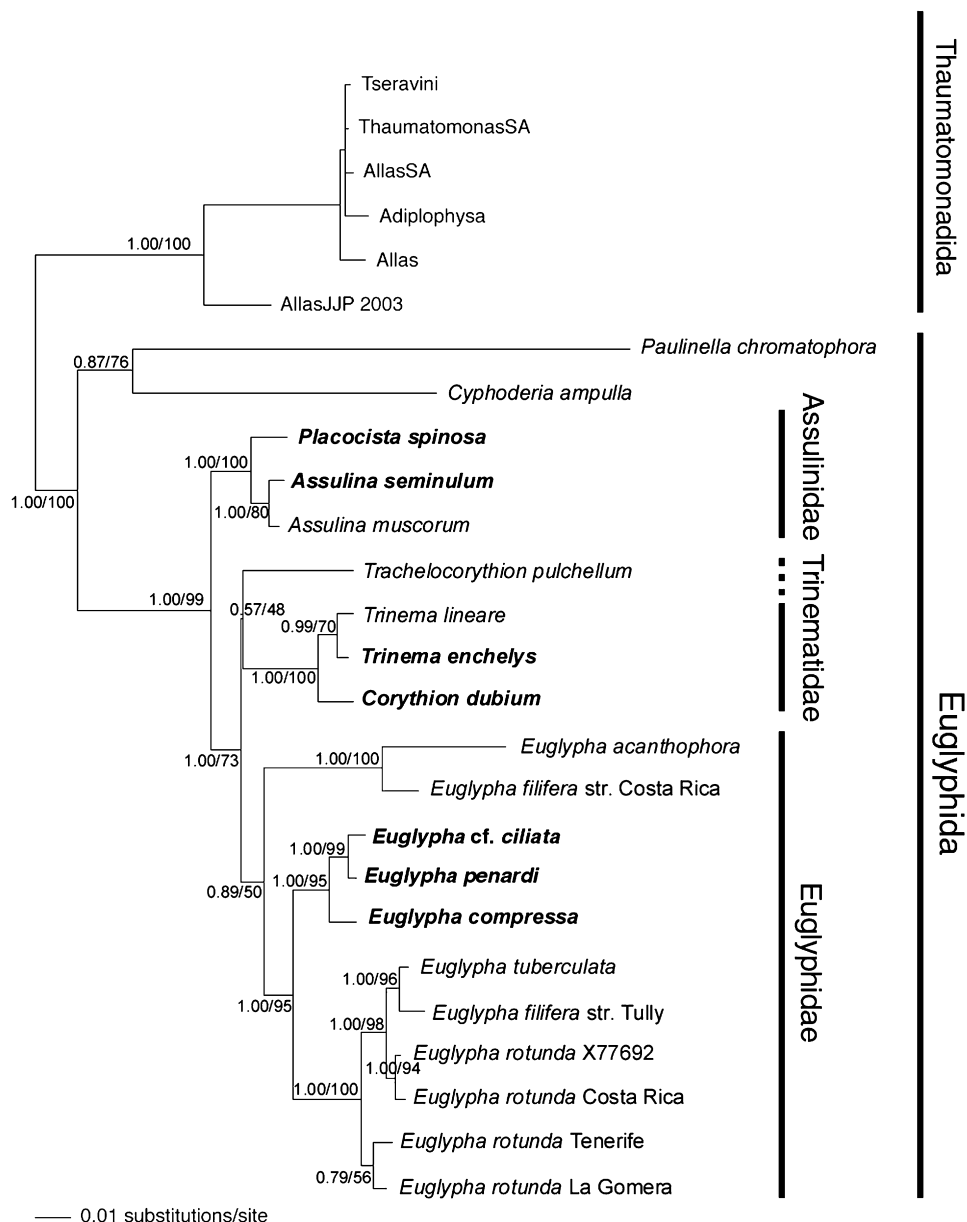 Thaumatomonadida
Tseravini
ThaumatomonasSA
AllasSA
Adiplophysa
Allas
1.00/100
AllasJJP 2003
Paulinella chromatophora
0.87/76
Cyphoderia ampulla
Assulinidae
Placocista spinosa
1.00/100
Assulina seminulum
1.00/100
1.00/80
Assulina muscorum
Trinematidae
Trachelocorythion pulchellum
1.00/99
0.57/48
Trinema lineare
0.99/70
Trinema enchelys
1.00/100
Corythion dubium
Euglyphida
Euglypha acanthophora
1.00/73
1.00/100
Euglypha filifera str. Costa Rica
Euglypha cf. ciliata
1.00/99
Euglypha penardi
1.00/95
0.89/50
Euglypha compressa
Euglyphidae
Euglypha tuberculata
1.00/96
1.00/95
Euglypha filifera str. Tully
1.00/98
Euglypha rotunda X77692
1.00/94
1.00/100
Euglypha rotunda Costa Rica
Euglypha rotunda Tenerife
0.79/56
Euglypha rotunda La Gomera
0.01 substitutions/site